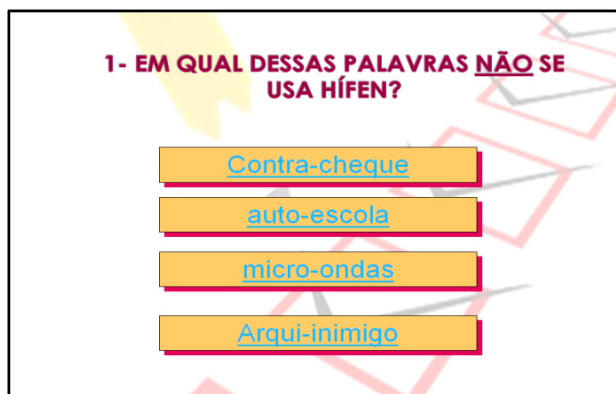 1- EM QUAL DESSAS PALAVRAS NÃO SE
USA HÍFEN?
Contra-cheque
auto-escola
micro-ondas
Arqui-inimigo